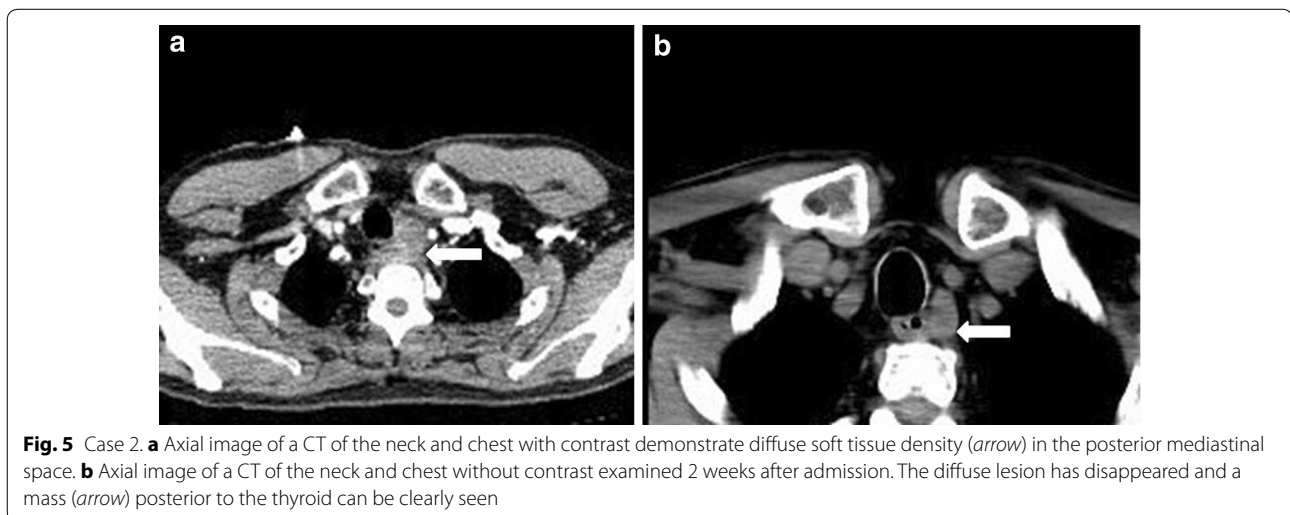 a
b
Fig. 5 Case 2. a Axial image of a CT of the neck and chest with contrast demonstrate diffuse soft tissue density (arrow) in the posterior mediastinal
space. b Axial image of a CT of the neck and chest without contrast examined 2 weeks after admission. The diffuse lesion has disappeared and a
mass (arrow) posterior to the thyroid can be clearly seen